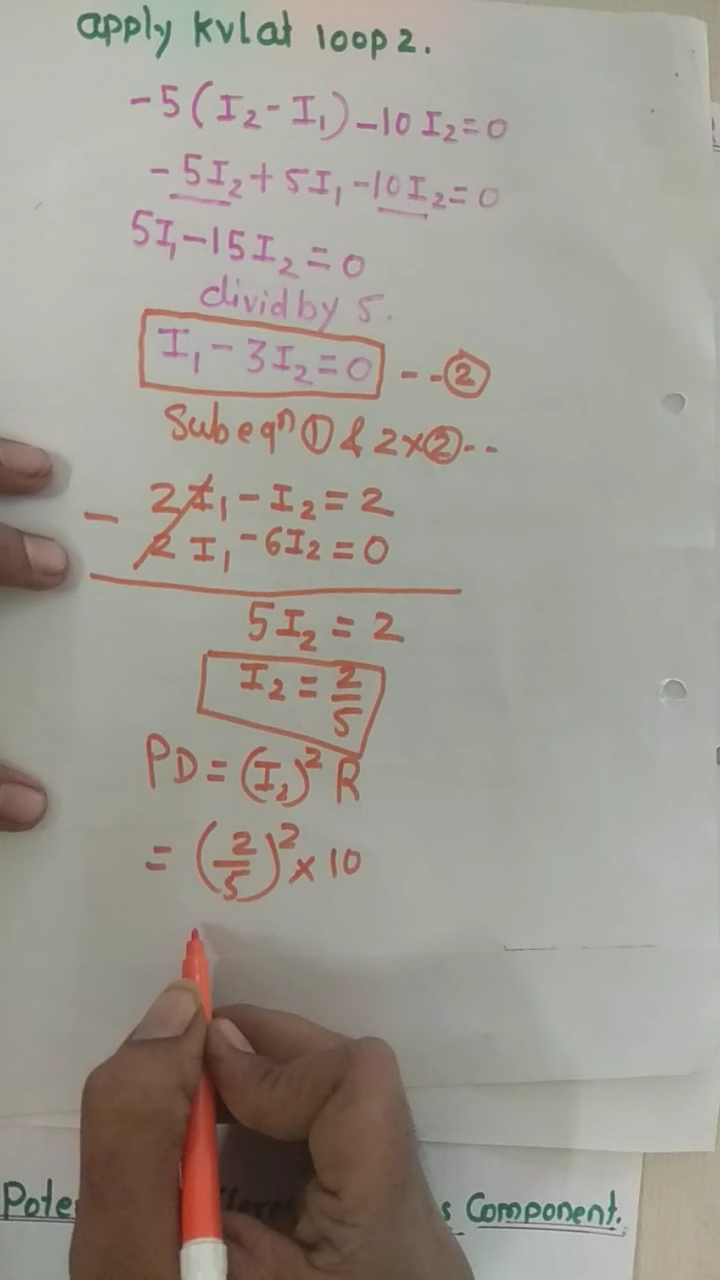 apply kvl at loop 2.
-5(I₂-I₁)-10I₂=0
-5I₂+5I₁-10I₂=0
5I₁-15I₂=0
divid by 5.
I₁-3I₂=0 --②
Sub eqⁿ ① & 2×②--
- 2I₁-I₂=2
2I₁-6I₂=0
5I₂=2
I₂=2/5
PD=(I₂)²R
=(2/5)²×10
Component.